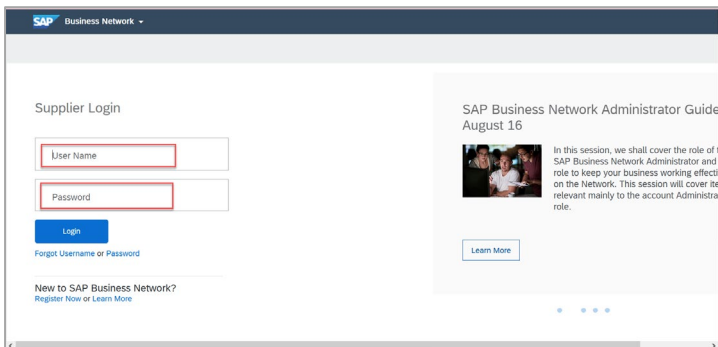 SAP Business Network
Supplier Login
User Name
Password
Login
Forgot Username or Password
New to SAP Business Network?
Register Now or Learn More
SAP Business Network Administrator Guide
August 16
In this session, we shall cover the role of
SAP Business Network Administrator and
role to keep your business working effecti
on the Network. This session will cover ite
relevant mainly to the account Administra
role.
Learn More